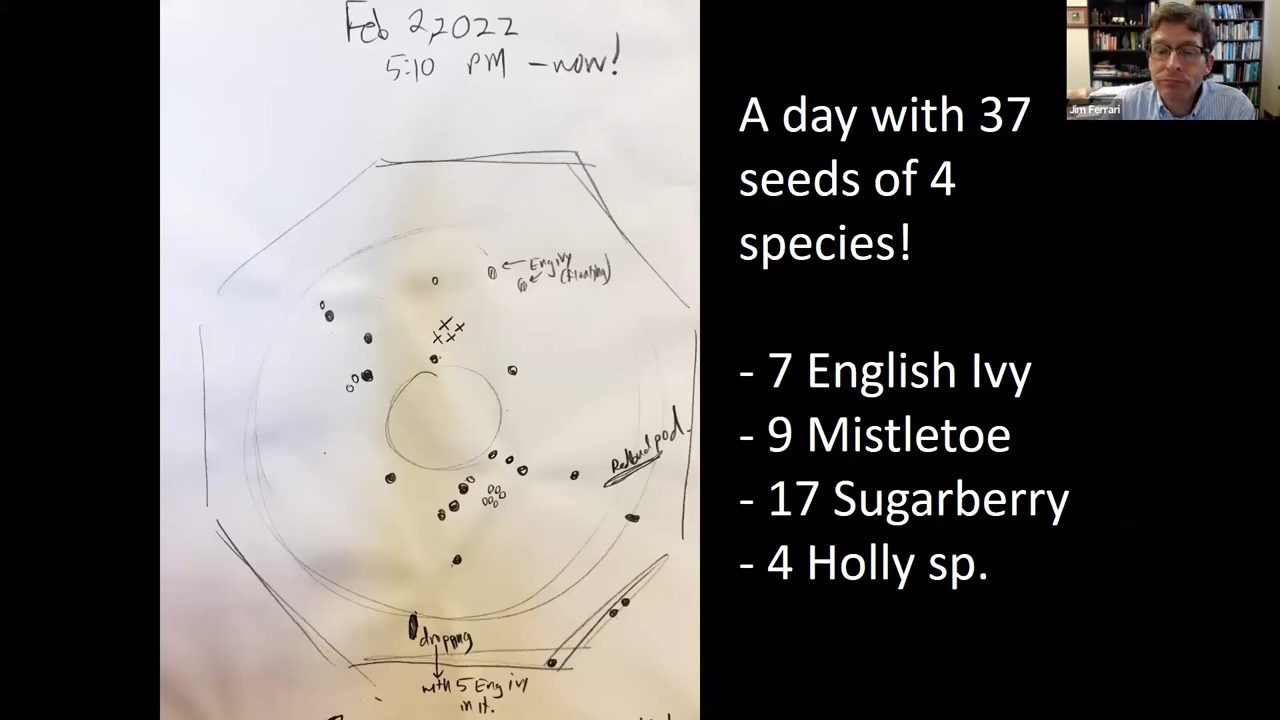 Feb 2, 2022
5:10 PM - now!
Eng ivy
(Floating)
Redbud pod
dropping
with 5 Eng ivy
in it.
A day with 37
seeds of 4
species!
- 7 English Ivy
- 9 Mistletoe
- 17 Sugarberry
- 4 Holly sp.
Jim Ferrari